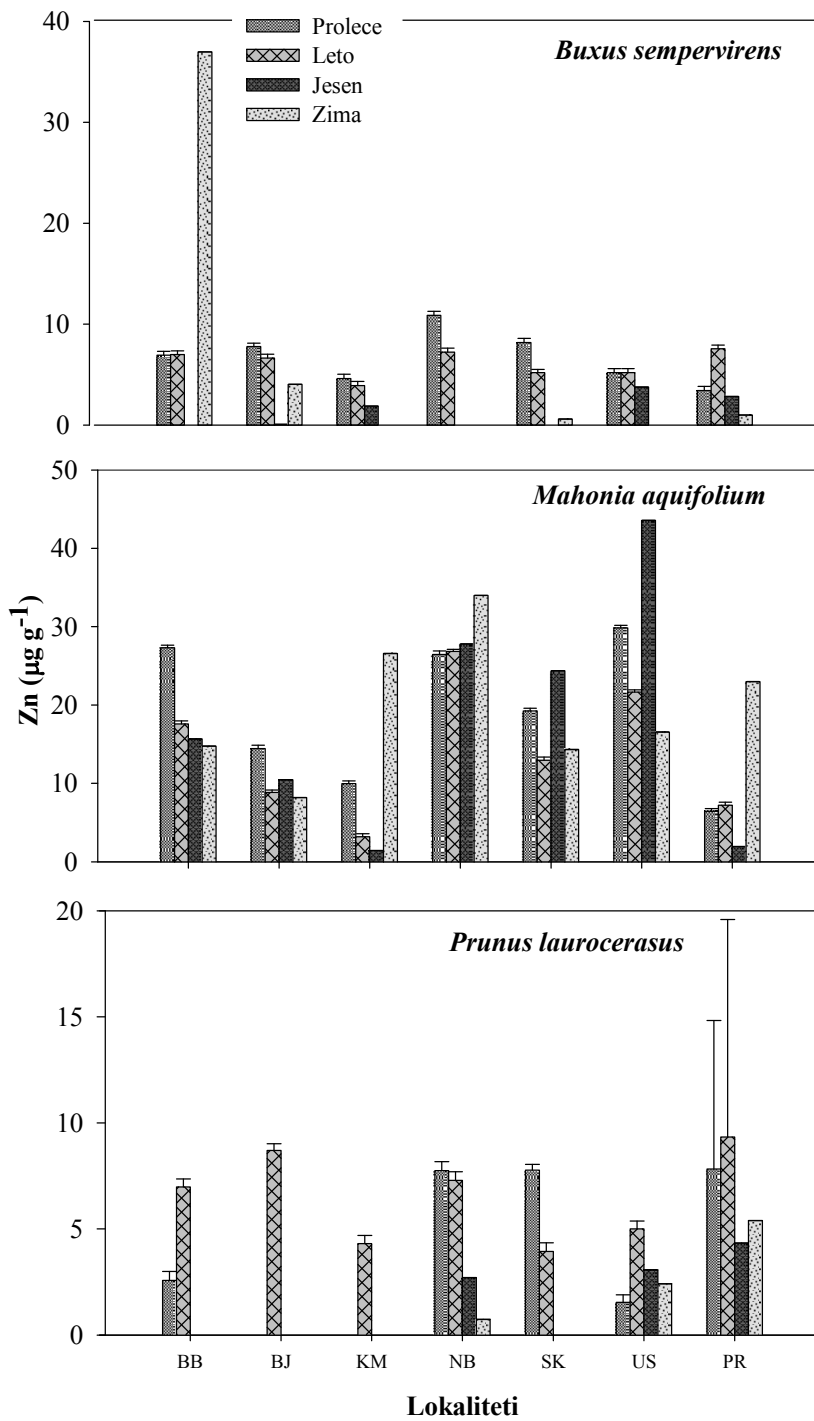 40
30
20
10
0
Prolece
Leto
Jesen
Zima
Buxus sempervirens
50
40
30
20
10
0
Mahonia aquifolium
Zn (µg g-1)
20
15
10
5
0
Prunus laurocerasus
BB BJ KM NB SK US PR
Lokaliteti